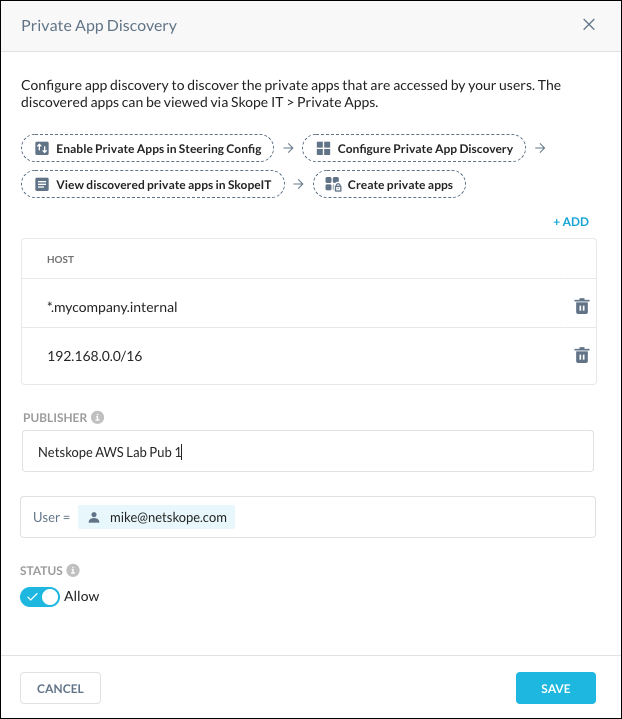 Private App Discovery
Configure app discovery to discover the private apps that are accessed by your users. The
discovered apps can be viewed via Skope IT > Private Apps.
Enable Private Apps in Steering Config
Configure Private App Discovery
View discovered private apps in SkopeIT
Create private apps
+ ADD
HOST
*.mycompany.internal
192.168.0.0/16
PUBLISHER
Netskope AWS Lab Pub 1
User = mike@netskope.com
STATUS
Allow
CANCEL
SAVE